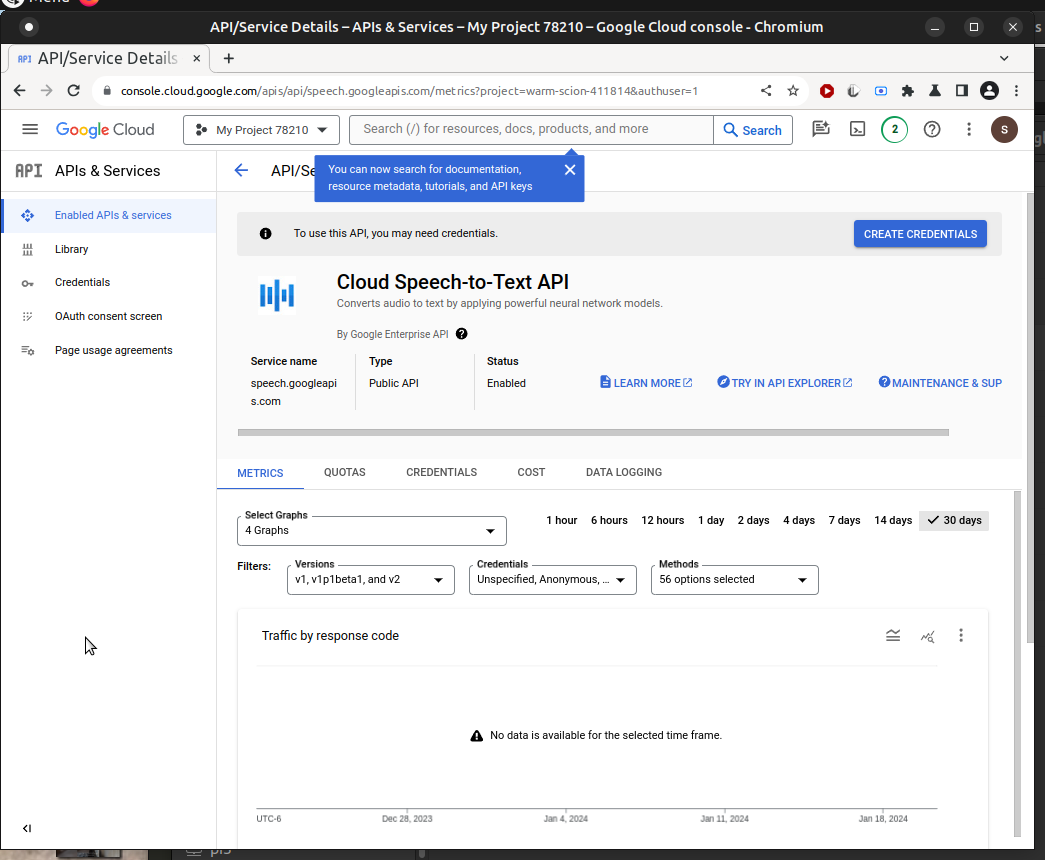 Menu
API/Service Details – APIs & Services – My Project 78210 – Google Cloud console - Chromium
API API/Service Details
console.cloud.google.com/apis/api/speech.googleapis.com/metrics?project=warm-scion-411814&authuser=1
Google Cloud
My Project 78210
Search (/) for resources, docs, products, and more
Search
2
S
API APIs & Services
API/Se
You can now search for documentation,
resource metadata, tutorials, and API keys
Enabled APIs & services
Library
Credentials
OAuth consent screen
Page usage agreements
To use this API, you may need credentials.
CREATE CREDENTIALS
Cloud Speech-to-Text API
Converts audio to text by applying powerful neural network models.
By Google Enterprise API
Service name
speech.googleapi
s.com
Type
Public API
Status
Enabled
LEARN MORE
TRY IN API EXPLORER
MAINTENANCE & SUP
METRICS QUOTAS CREDENTIALS COST DATA LOGGING
Select Graphs
4 Graphs
1 hour 6 hours 12 hours 1 day 2 days 4 days 7 days 14 days 30 days
Filters:
Versions
v1, v1p1beta1, and v2
Credentials
Unspecified, Anonymous, ...
Methods
56 options selected
Traffic by response code
No data is available for the selected time frame.
UTC-6 Dec 28, 2023 Jan 4, 2024 Jan 11, 2024 Jan 18, 2024